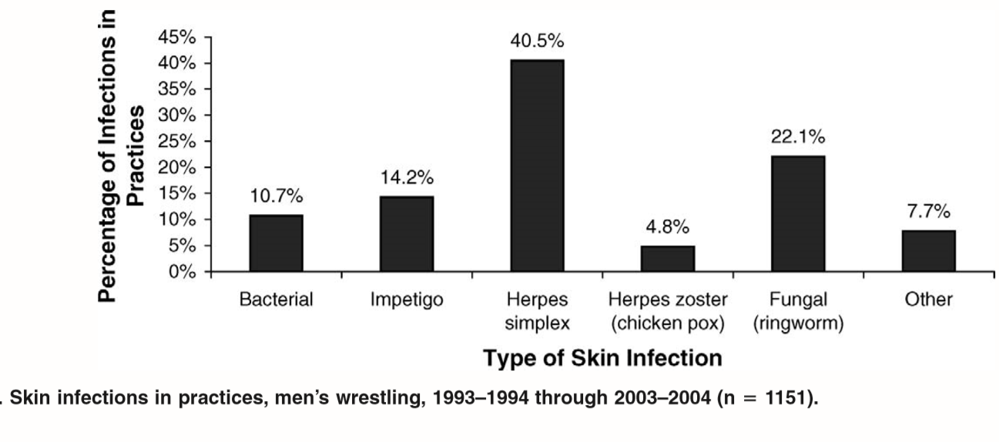 Percentage of Infections in
Practices
45%
40%
35%
30%
25%
20%
15%
10%
5%
0%
10.7%
14.2%
40.5%
4.8%
22.1%
7.7%
Bacterial
Impetigo
Herpes
simplex
Herpes zoster
(chicken pox)
Fungal
(ringworm)
Other
Type of Skin Infection
. Skin infections in practices, men’s wrestling, 1993–1994 through 2003–2004 (n = 1151).